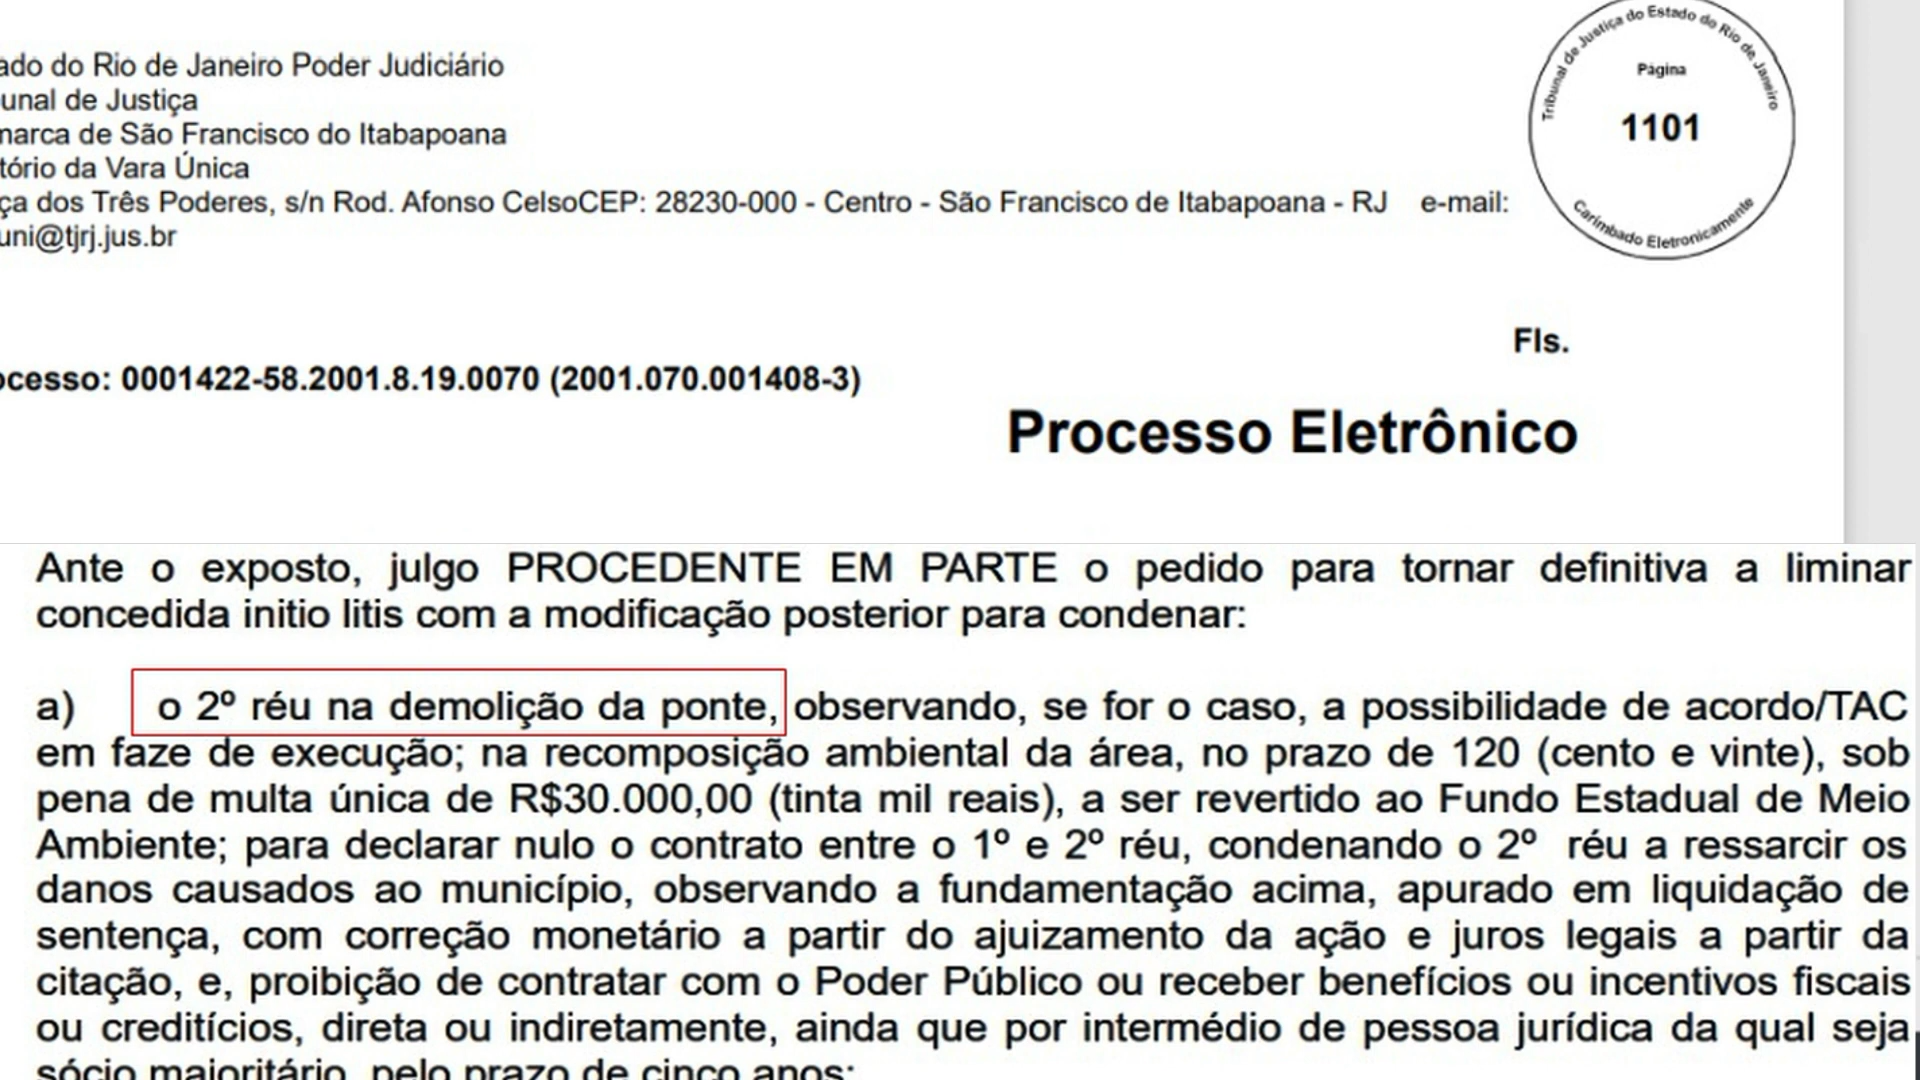 ado do Rio de Janeiro Poder Judiciário
unal de Justiça
marca de São Francisco do Itabapoana
tório da Vara Única
ça dos Três Poderes, s/n Rod. Afonso CelsoCEP: 28230-000 - Centro - São Francisco de Itabapoana - RJ e-mail:
uni@tjrj.jus.br
Tribunal de Justiça do Estado do Rio de Janeiro
Página
1101
Carimbado Eletronicamente
Fls.
ocesso: 0001422-58.2001.8.19.0070 (2001.070.001408-3)
Processo Eletrônico
Ante o exposto, julgo PROCEDENTE EM PARTE o pedido para tornar definitiva a liminar
concedida initio litis com a modificação posterior para condenar:
a) o 2º réu na demolição da ponte, observando, se for o caso, a possibilidade de acordo/TAC
em faze de execução; na recomposição ambiental da área, no prazo de 120 (cento e vinte), sob
pena de multa única de R$30.000,00 (tinta mil reais), a ser revertido ao Fundo Estadual de Meio
Ambiente; para declarar nulo o contrato entre o 1º e 2º réu, condenando o 2º réu a ressarcir os
danos causados ao município, observando a fundamentação acima, apurado em liquidação de
sentença, com correção monetário a partir do ajuizamento da ação e juros legais a partir da
citação, e, proibição de contratar com o Poder Público ou receber benefícios ou incentivos fiscais
ou creditícios, direta ou indiretamente, ainda que por intermédio de pessoa jurídica da qual seja
sócio majoritário, pelo prazo de cinco anos;